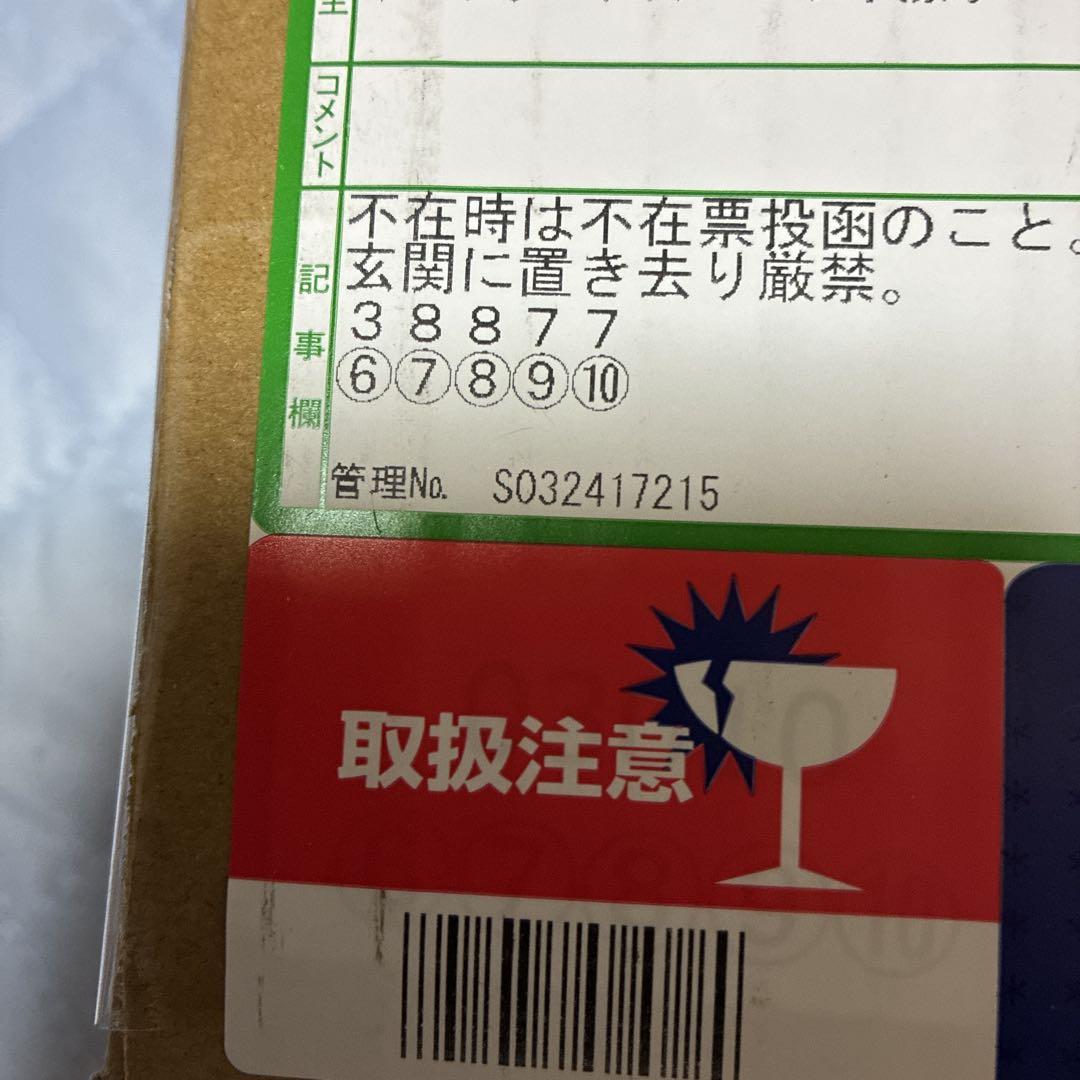 主
コメント
記事欄
不在時は不在票投函のこと。
玄関に置き去り厳禁。
38877
⑥⑦⑧⑨⑩
管理No. S032417215
取扱注意